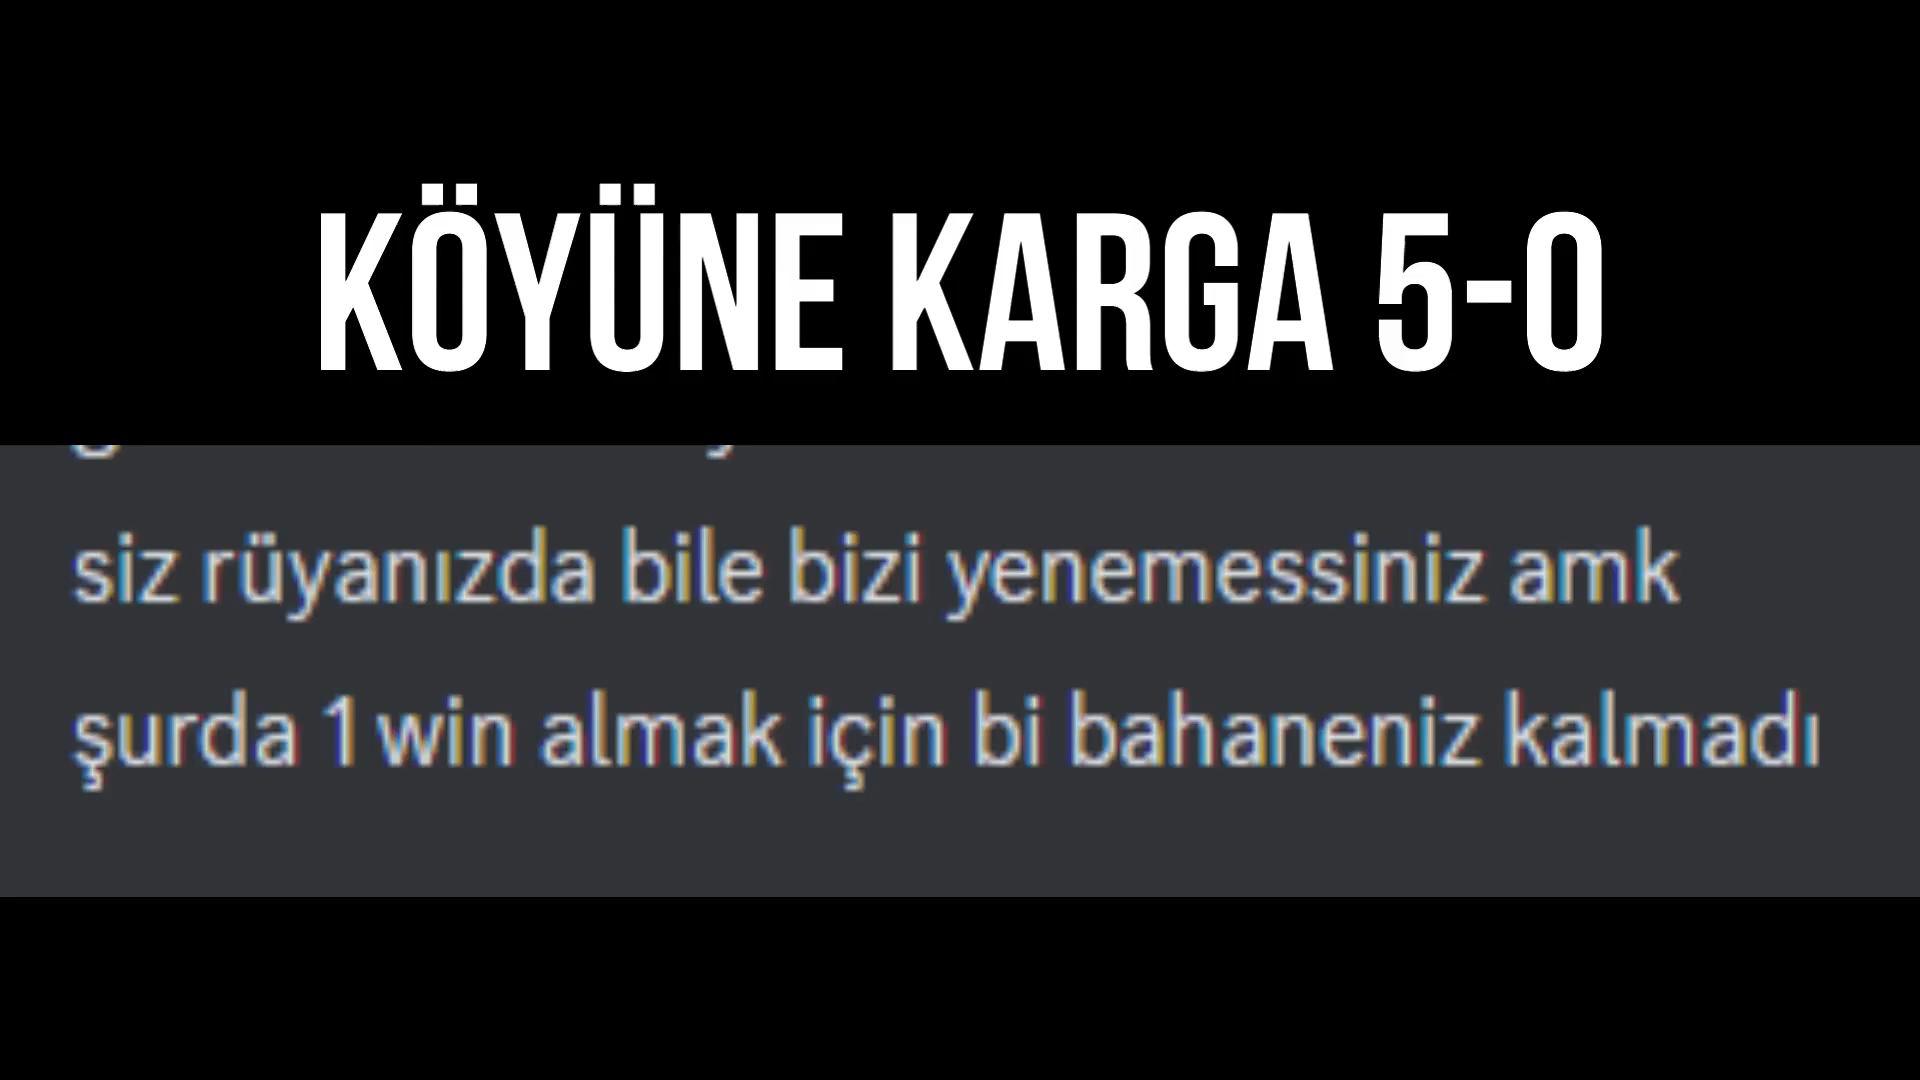 KÖYÜNE KARGA 5-0
siz rüyanızda bile bizi yenemessiniz amk
şurda 1 win almak için bi bahaneniz kalmadı